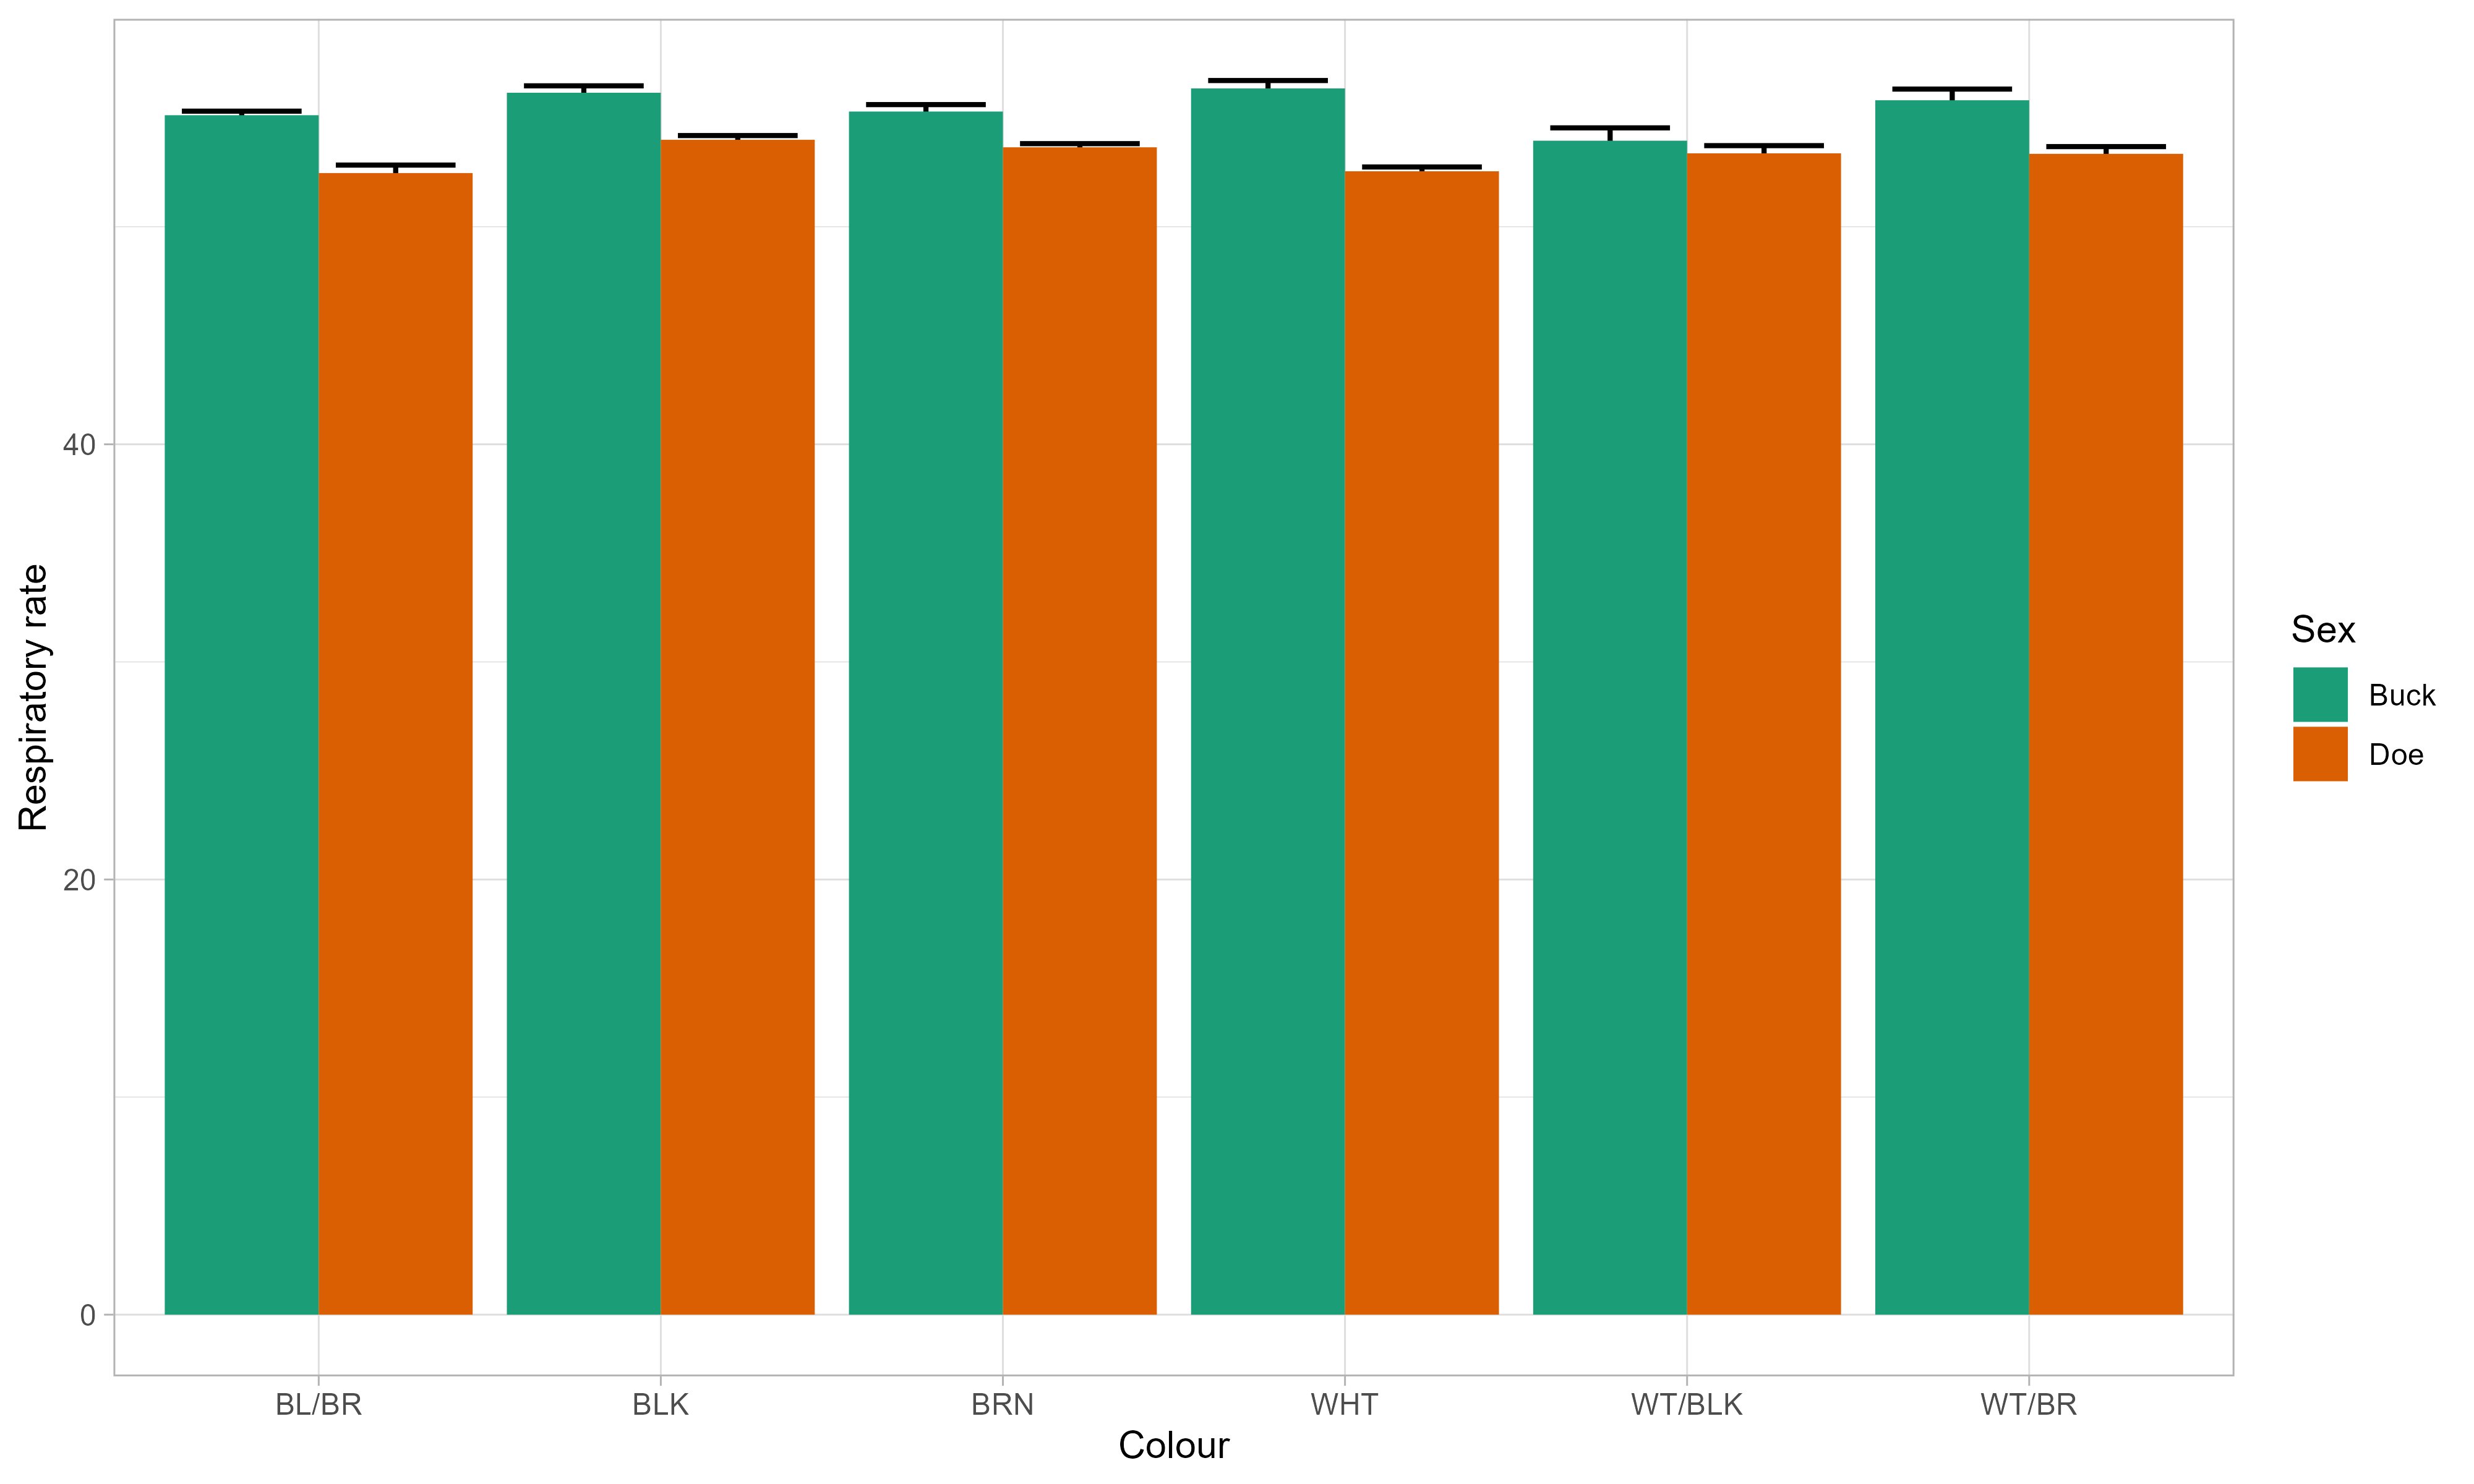 Respiratory rate
40
20
0
BL/BR BLK BRN WHT WT/BLK WT/BR
Colour
Sex
Buck
Doe